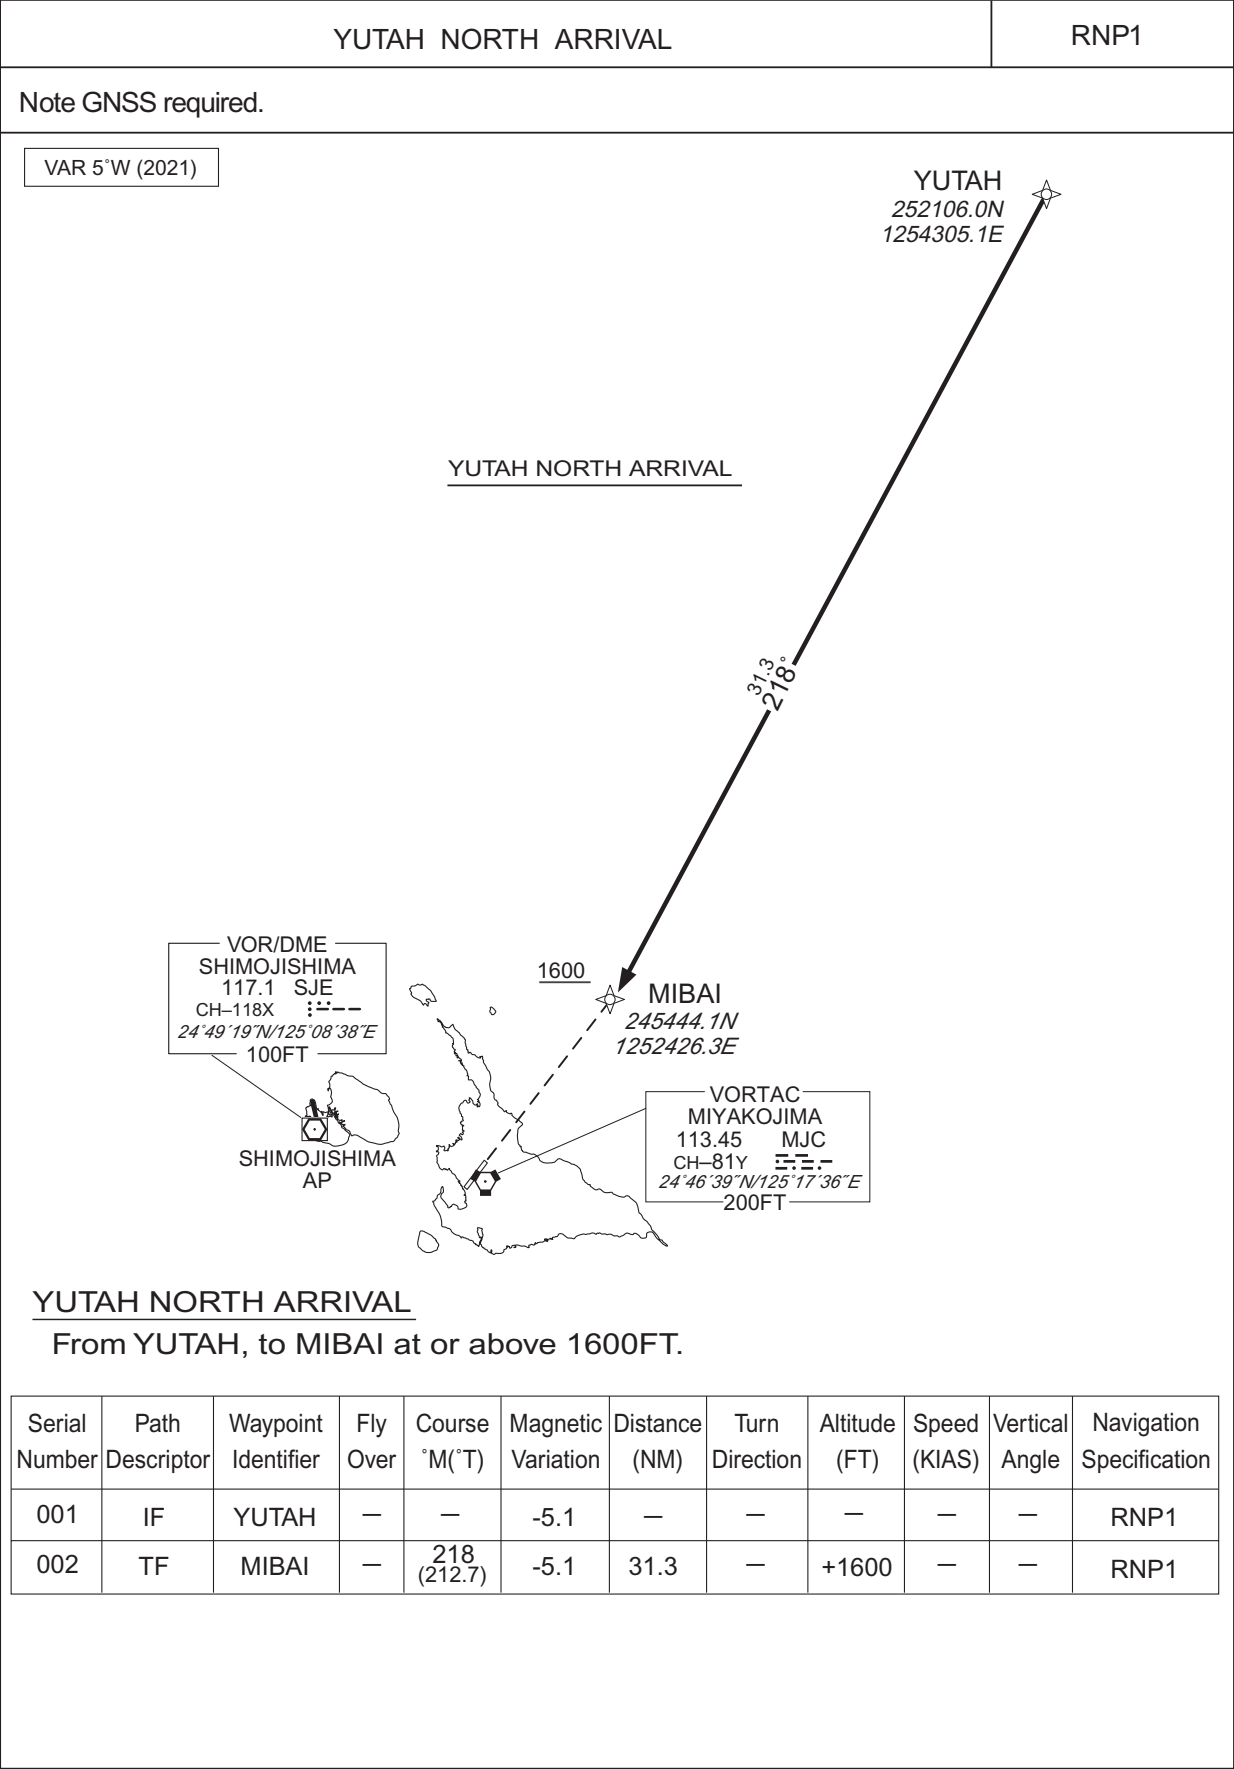 YUTAH NORTH ARRIVAL
RNP1
Note GNSS required.
VAR 5˚W (2021)
YUTAH
252106.0N
1254305.1E
YUTAH NORTH ARRIVAL
31.3
218˚
VOR/DME
SHIMOJISHIMA
117.1 SJE
CH–118X
24˚49´19˝N/125˚08´38˝E
100FT
1600
MIBAI
245444.1N
1252426.3E
VORTAC
MIYAKOJIMA
113.45 MJC
CH–81Y
24˚46´39˝N/125˚17´36˝E
200FT
SHIMOJISHIMA
AP
YUTAH NORTH ARRIVAL
From YUTAH, to MIBAI at or above 1600FT.
Serial Number Path Descriptor Waypoint Identifier Fly Over Course ˚M(˚T) Magnetic Variation Distance (NM) Turn Direction Altitude (FT) Speed (KIAS) Vertical Angle Navigation Specification
001 IF YUTAH — — -5.1 — — — — — RNP1
002 TF MIBAI — 218 (212.7) -5.1 31.3 — +1600 — — RNP1